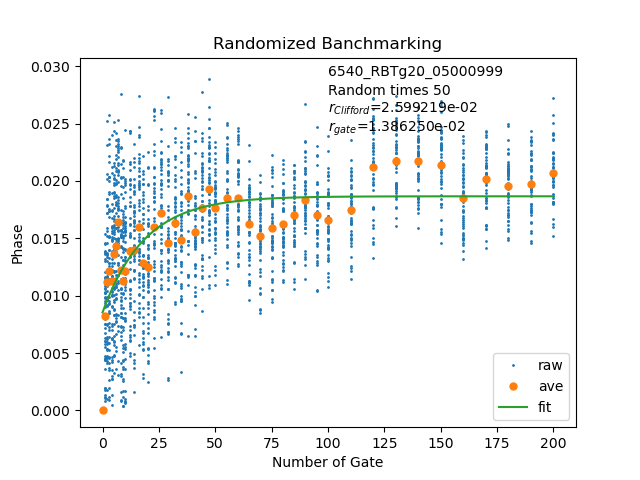 Randomized Banchmarking
6540_RBTg20_05000999
Random times 50
r_Clifford=2.599219e-02
r_gate=1.386250e-02
0.030
0.025
0.020
0.015
0.010
0.005
0.000
Phase
0 25 50 75 100 125 150 175 200
Number of Gate
raw
ave
fit